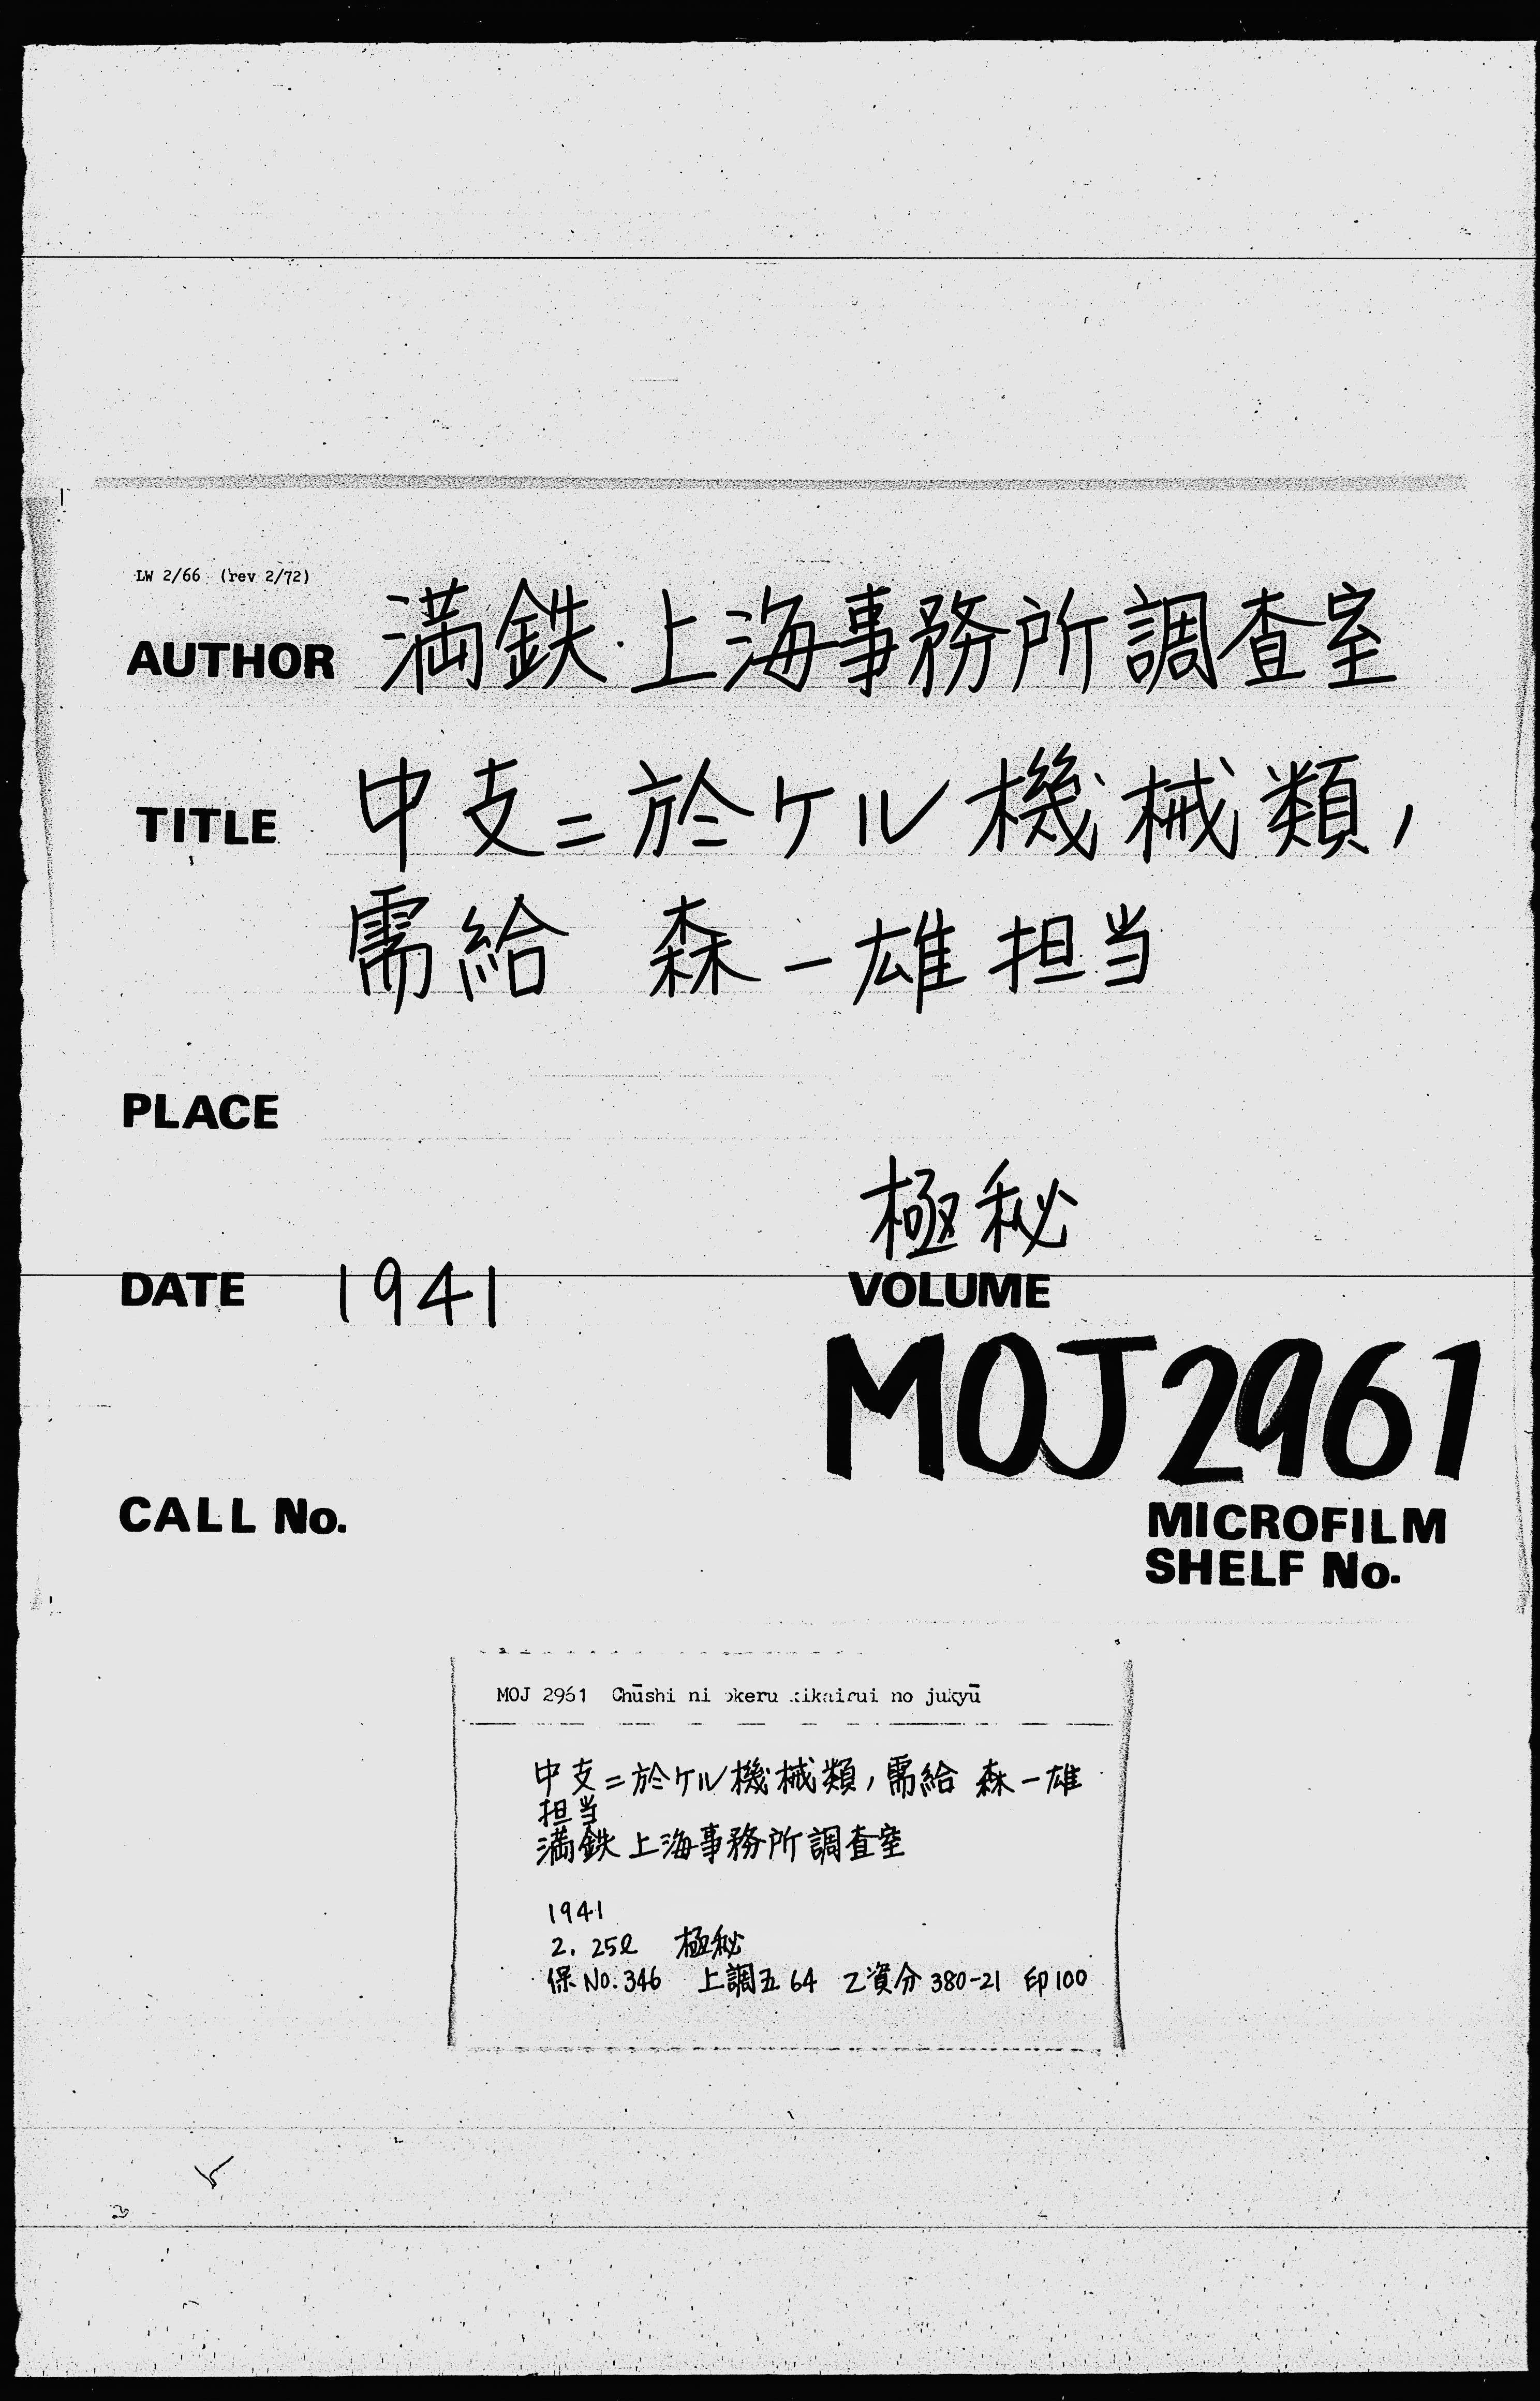 LW 2/66 (rev 2/72)
AUTHOR 満鉄・上海事務所調査室
TITLE 中支ニ於ケル機械類ノ
需給 森一雄担当
PLACE
極秘
DATE 1941 VOLUME
MOJ2961
CALL No. MICROFILM
SHELF No.
MOJ 2961 Chūshi ni okeru kikairui no jukyū
中支ニ於ケル機械類ノ需給 森一雄
担当
満鉄上海事務所調査室
1941
2, 25ℓ 極秘
保No.346 上調五64 乙資分380-21 印100